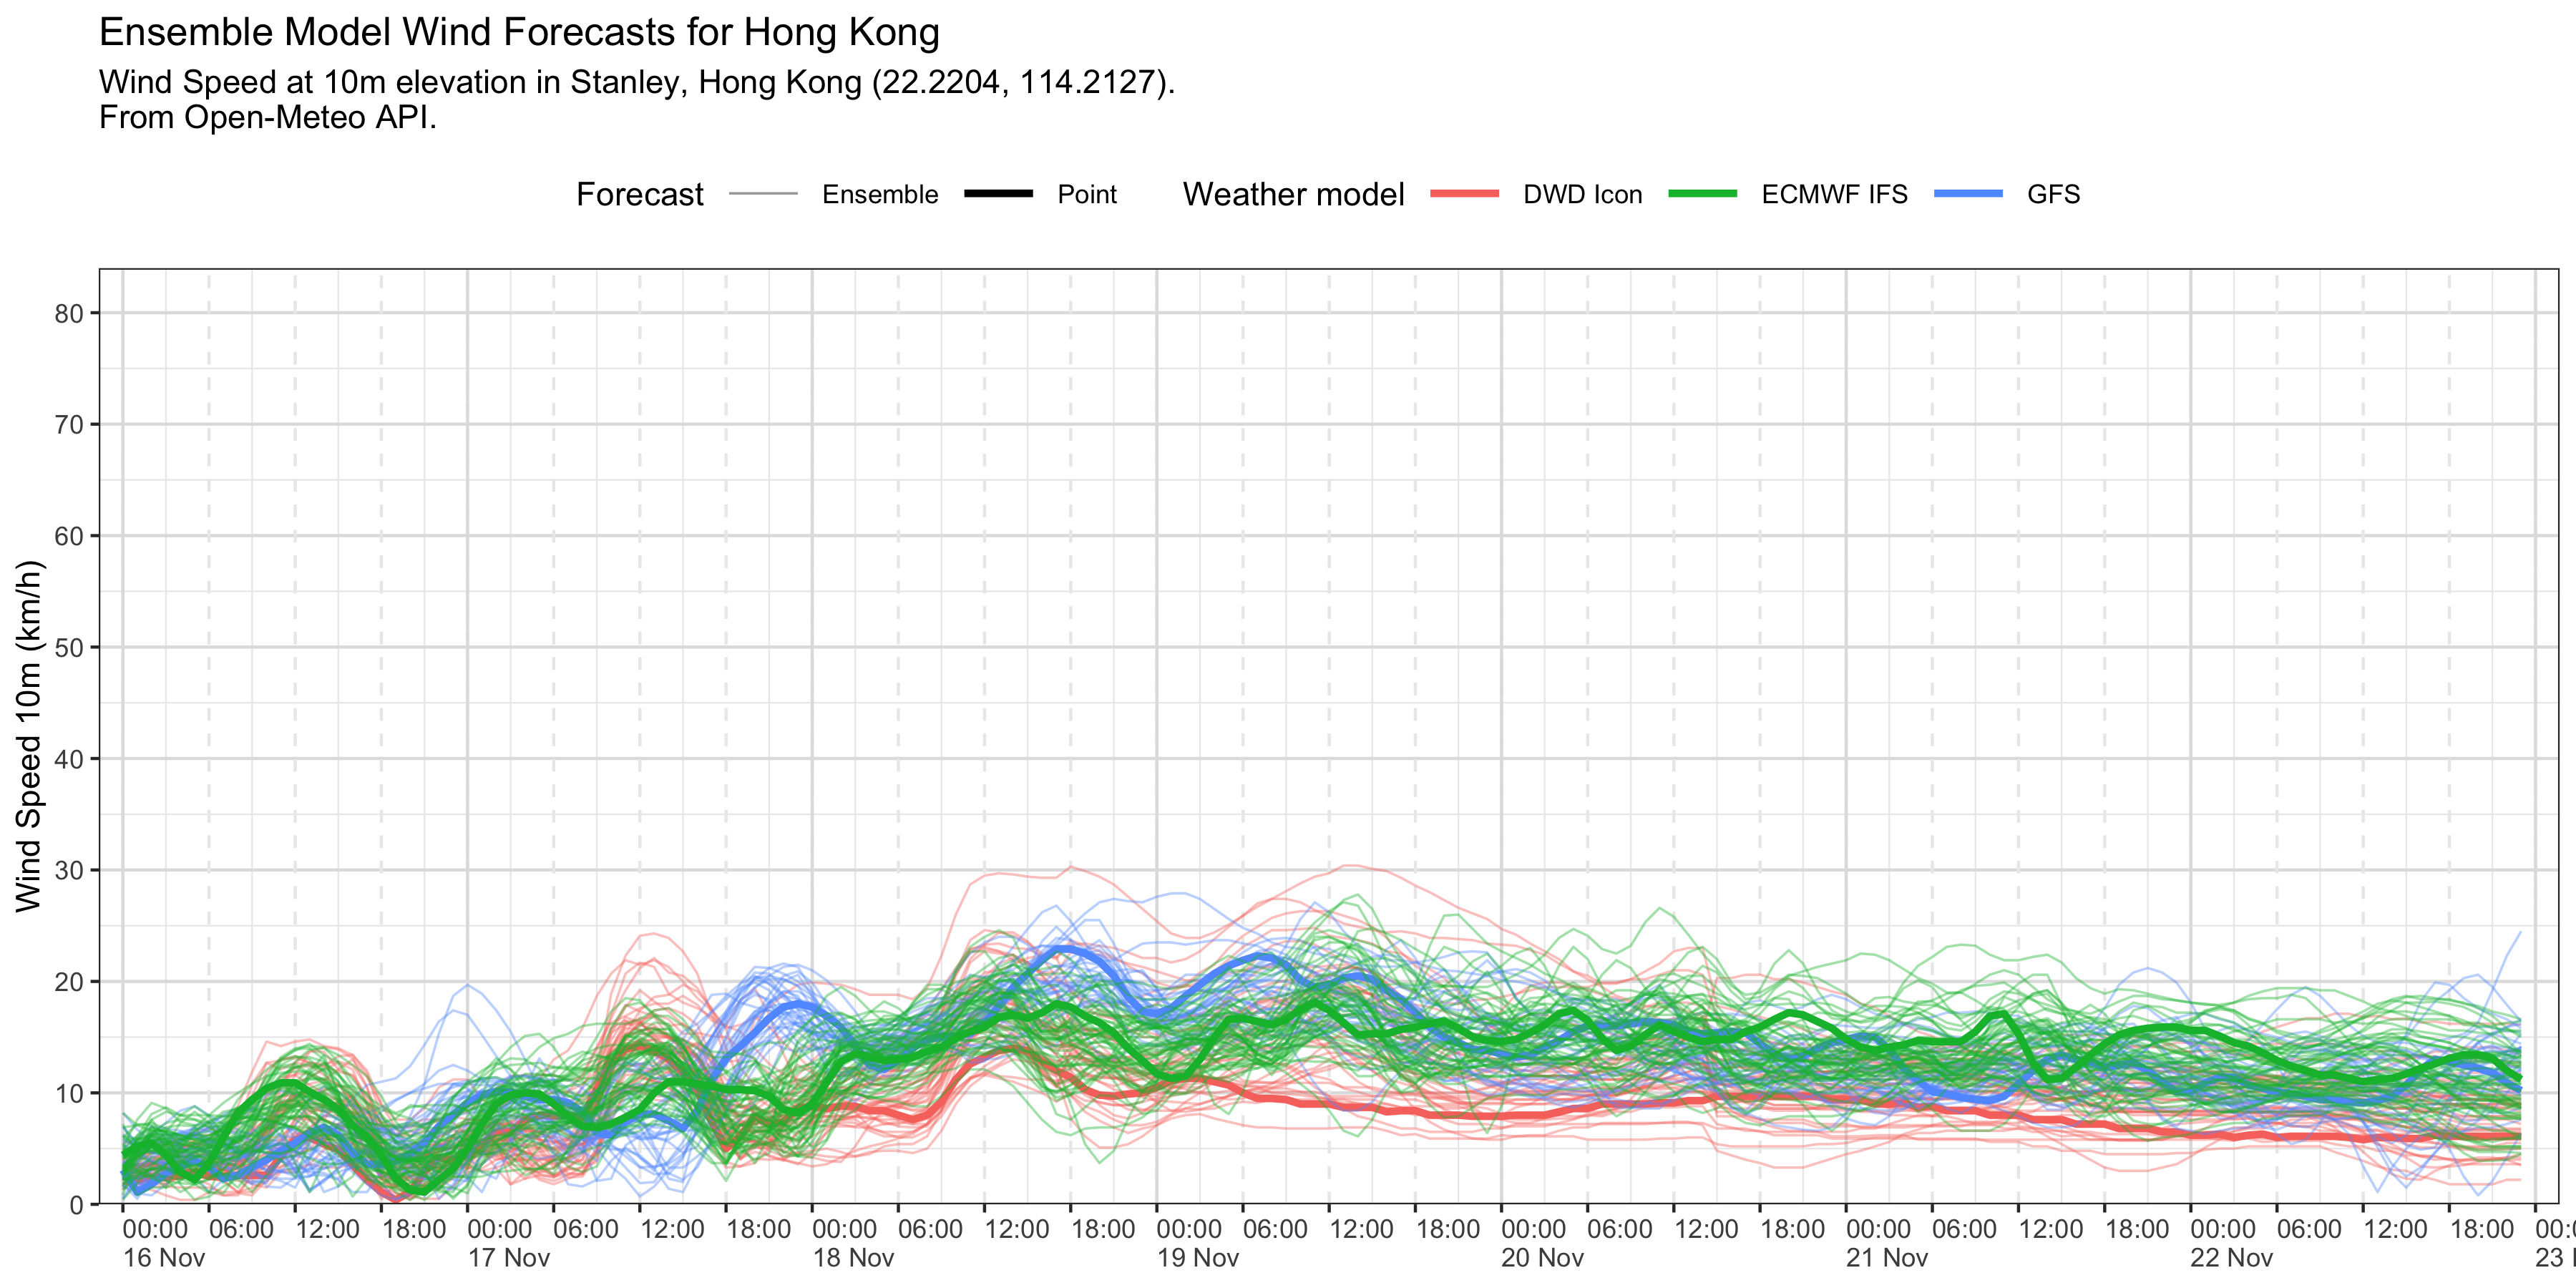 Ensemble Model Wind Forecasts for Hong Kong
Wind Speed at 10m elevation in Stanley, Hong Kong (22.2204, 114.2127).
From Open-Meteo API.
Forecast Ensemble Point Weather model DWD Icon ECMWF IFS GFS
Wind Speed 10m (km/h)
80
70
60
50
40
30
20
10
0
00:00 06:00 12:00 18:00 00:00 06:00 12:00 18:00 00:00 06:00 12:00 18:00 00:00 06:00 12:00 18:00 00:00 06:00 12:00 18:00 00:00 06:00 12:00 18:00 00:00 06:00 12:00 18:00 00:0
16 Nov 17 Nov 18 Nov 19 Nov 20 Nov 21 Nov 22 Nov 23